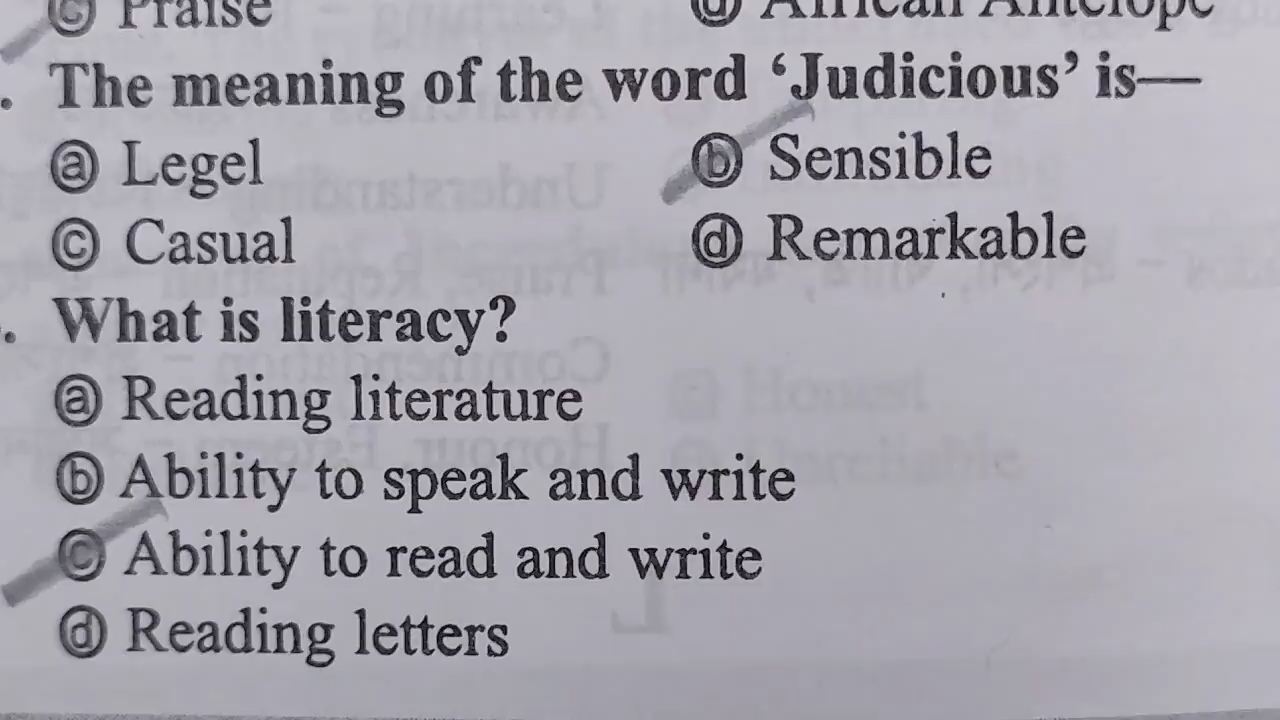 ⓒ Praise ⓓ African Antelope
. The meaning of the word ‘Judicious’ is—
ⓐ Legel ⓑ Sensible
ⓒ Casual ⓓ Remarkable
. What is literacy?
ⓐ Reading literature
ⓑ Ability to speak and write
ⓒ Ability to read and write
ⓓ Reading letters